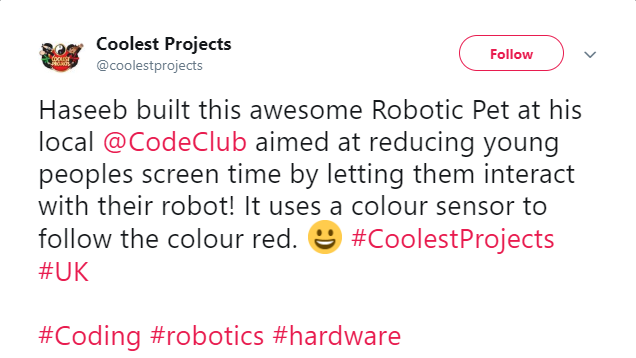 Coolest Projects
@coolestprojects
Follow
Haseeb built this awesome Robotic Pet at his
local @CodeClub aimed at reducing young
peoples screen time by letting them interact
with their robot! It uses a colour sensor to
follow the colour red. 😀 #CoolestProjects
#UK
#Coding #robotics #hardware